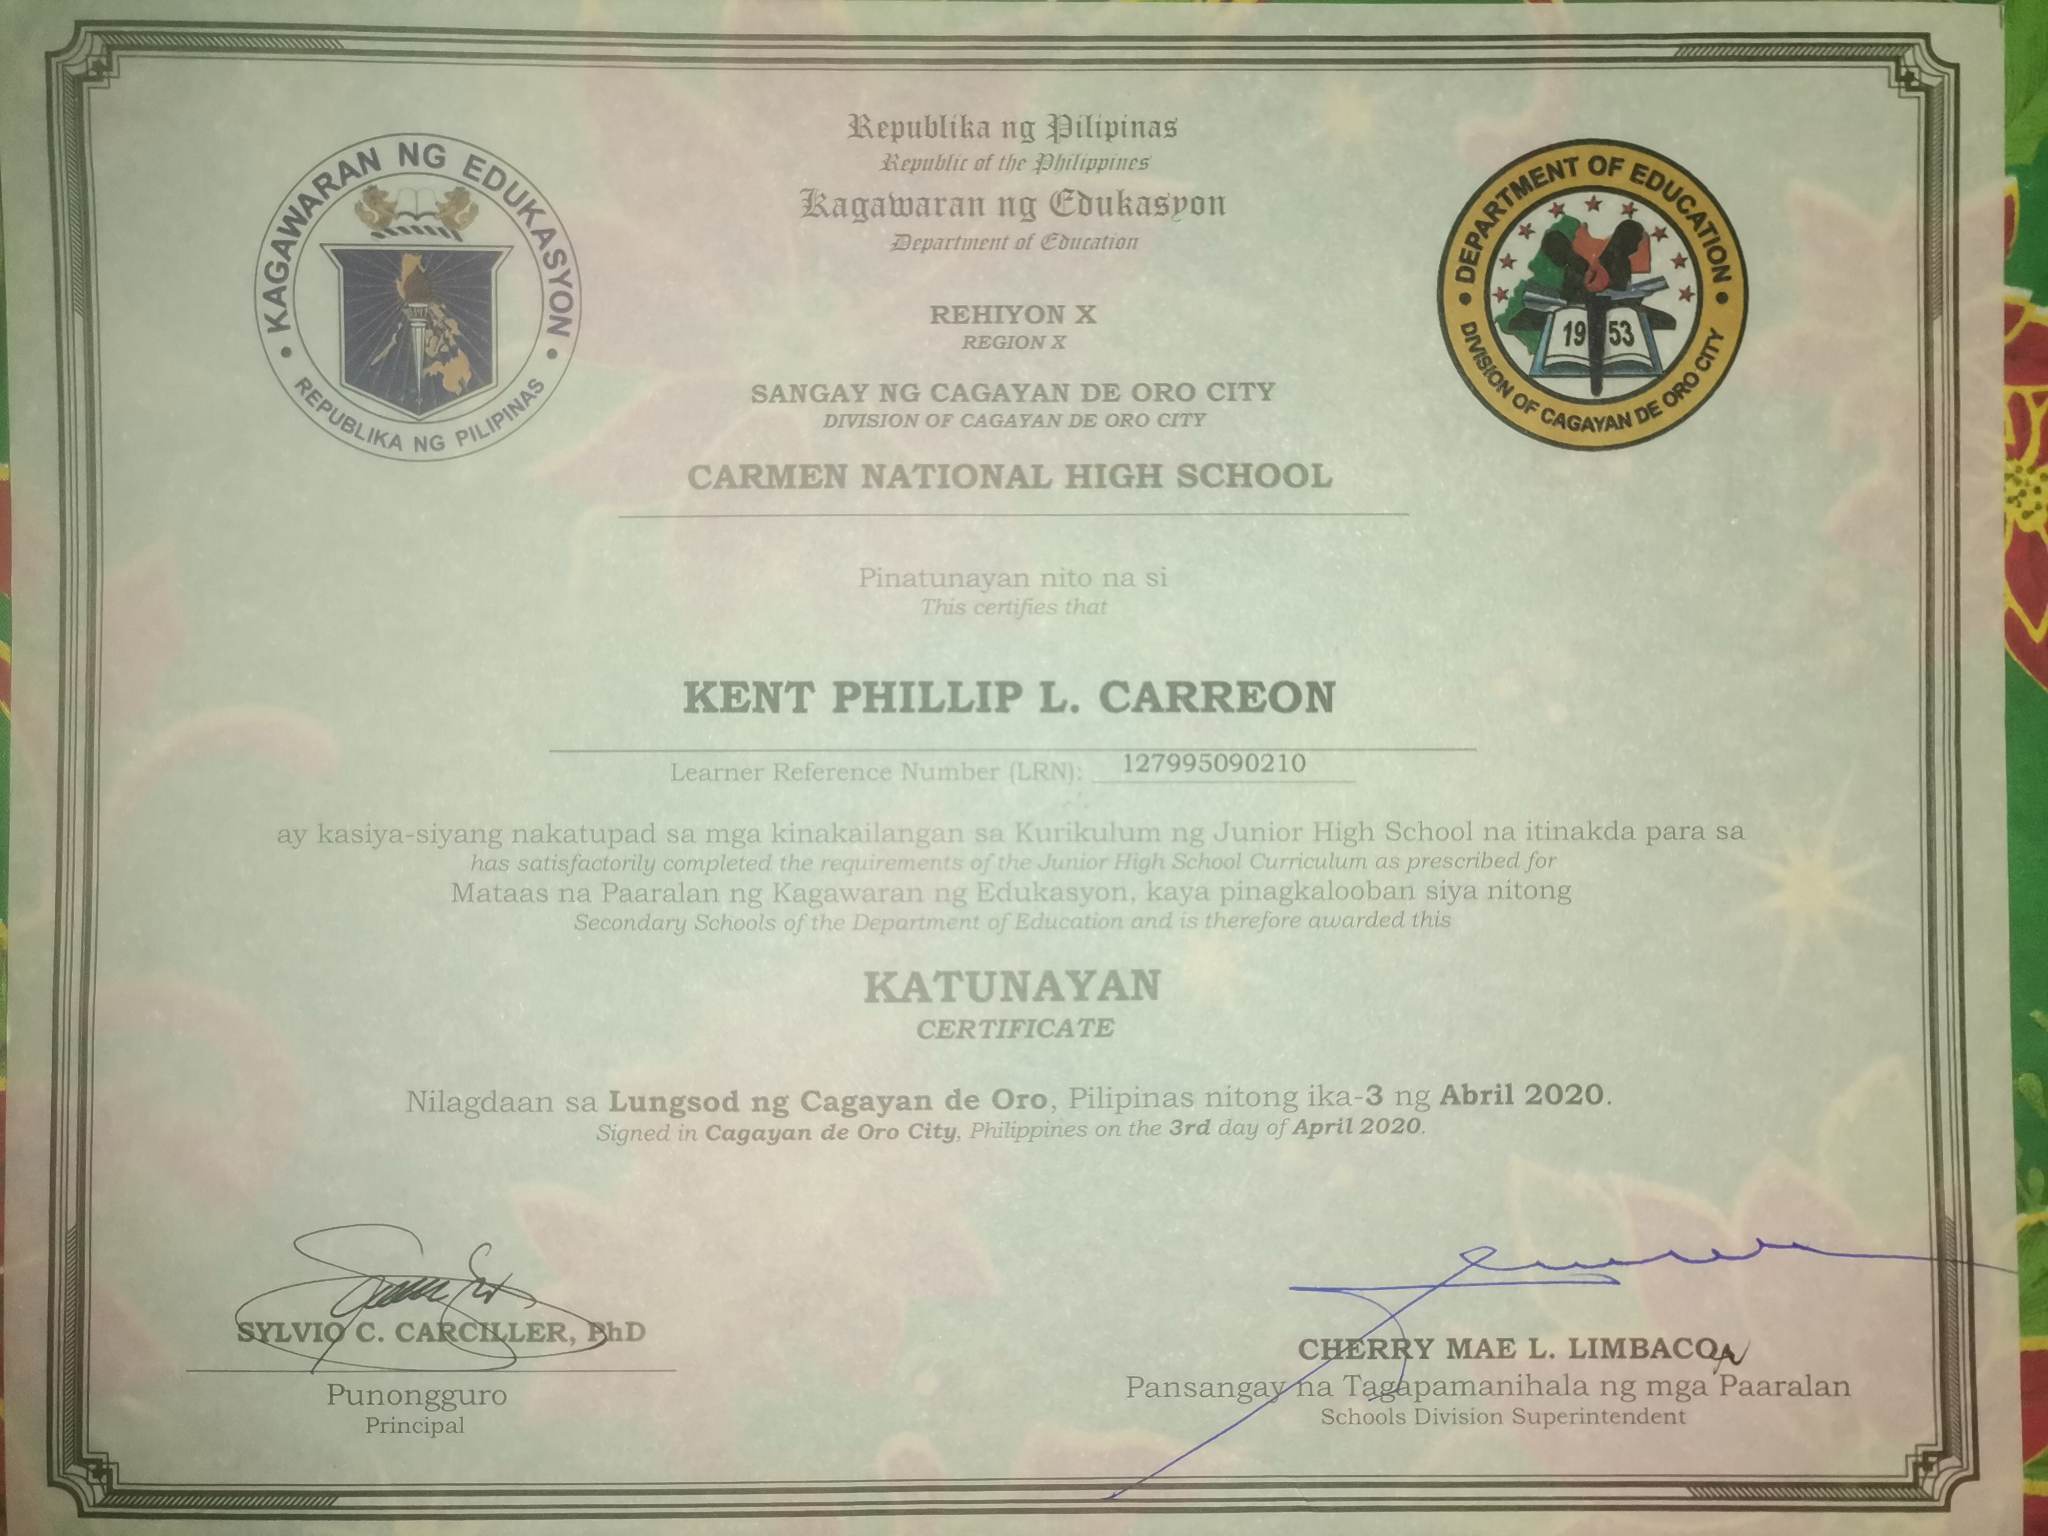 KAGAWARAN NG EDUKASYON
REPUBLIKA NG PILIPINAS
Republika ng Pilipinas
Republic of the Philippines
Kagawaran ng Edukasyon
Department of Education
REHIYON X
REGION X
SANGAY NG CAGAYAN DE ORO CITY
DIVISION OF CAGAYAN DE ORO CITY
CARMEN NATIONAL HIGH SCHOOL
DEPARTMENT OF EDUCATION
1953
DIVISION OF CAGAYAN DE ORO CITY
Pinatunayan nito na si
This certifies that
KENT PHILLIP L. CARREON
Learner Reference Number (LRN): 127995090210
ay kasiya-siyang nakatupad sa mga kinakailangan sa Kurikulum ng Junior High School na itinakda para sa
has satisfactorily completed the requirements of the Junior High School Curriculum as prescribed for
Mataas na Paaralan ng Kagawaran ng Edukasyon, kaya pinagkalooban siya nitong
Secondary Schools of the Department of Education and is therefore awarded this
KATUNAYAN
CERTIFICATE
Nilagdaan sa Lungsod ng Cagayan de Oro, Pilipinas nitong ika-3 ng Abril 2020.
Signed in Cagayan de Oro City, Philippines on the 3rd day of April 2020.
SYLVIO C. CARCILLER, PhD
Punongguro
Principal
CHERRY MAE L. LIMBACO
Pansangay na Tagapamanihala ng mga Paaralan
Schools Division Superintendent